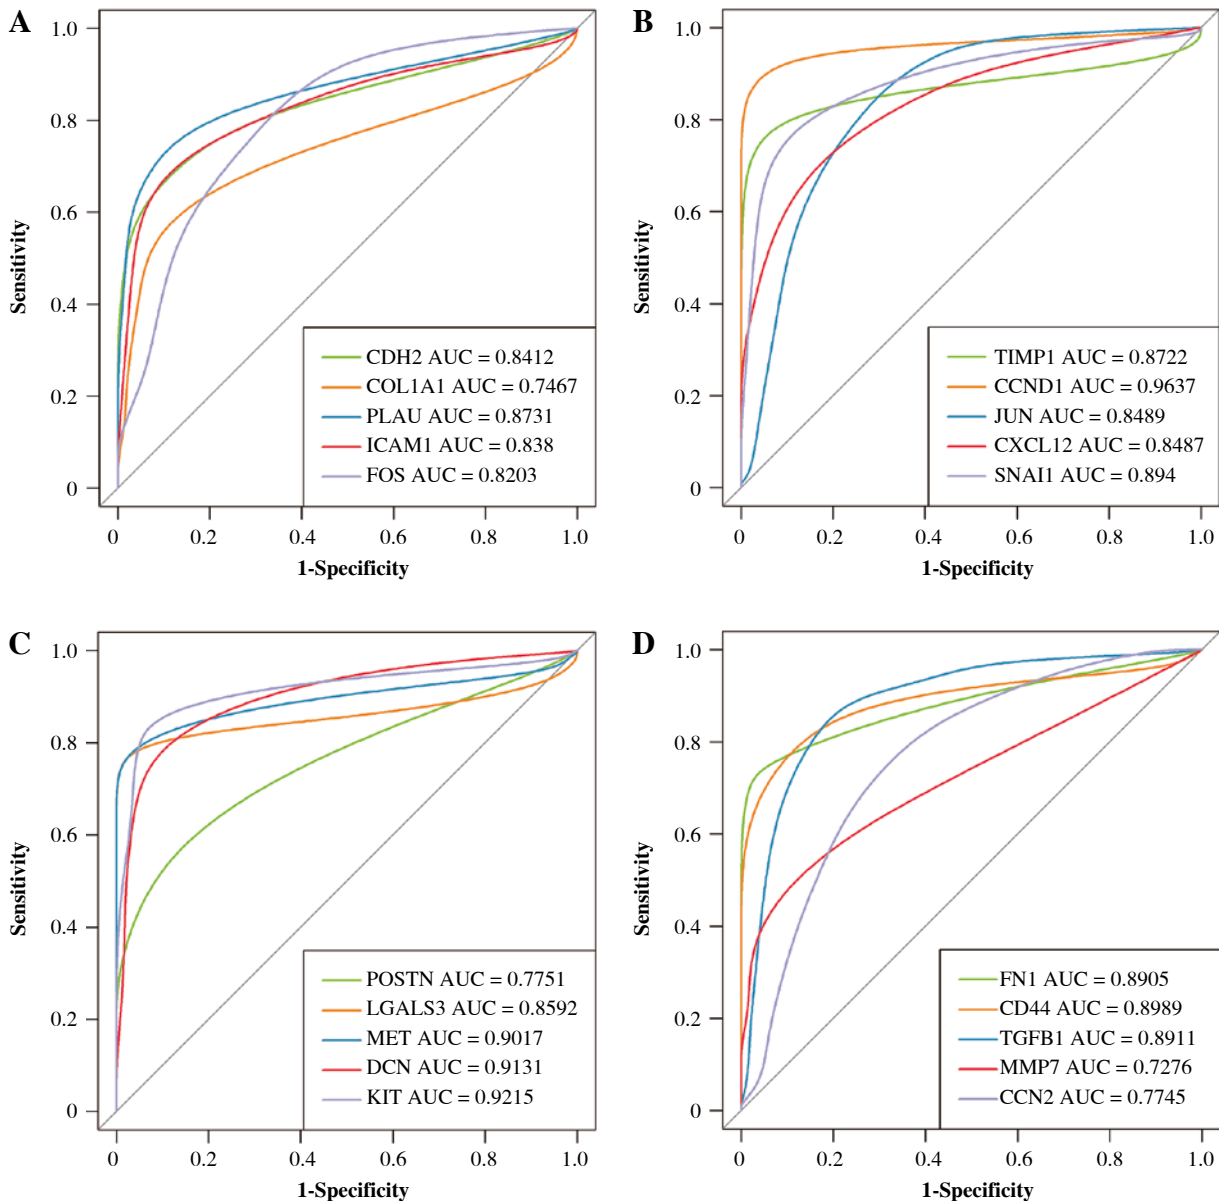 A
1.0
0.8
0.6
0.4
0.2
0
Sensitivity
CDH2 AUC = 0.8412
COL1A1 AUC = 0.7467
PLAU AUC = 0.8731
ICAM1 AUC = 0.838
FOS AUC = 0.8203
0 0.2 0.4 0.6 0.8 1.0
1-Specificity
B
1.0
0.8
0.6
0.4
0.2
0
Sensitivity
TIMP1 AUC = 0.8722
CCND1 AUC = 0.9637
JUN AUC = 0.8489
CXCL12 AUC = 0.8487
SNAI1 AUC = 0.894
0 0.2 0.4 0.6 0.8 1.0
1-Specificity
C
1.0
0.8
0.6
0.4
0.2
0
Sensitivity
POSTN AUC = 0.7751
LGALS3 AUC = 0.8592
MET AUC = 0.9017
DCN AUC = 0.9131
KIT AUC = 0.9215
0 0.2 0.4 0.6 0.8 1.0
1-Specificity
D
1.0
0.8
0.6
0.4
0.2
0
Sensitivity
FN1 AUC = 0.8905
CD44 AUC = 0.8989
TGFB1 AUC = 0.8911
MMP7 AUC = 0.7276
CCN2 AUC = 0.7745
0 0.2 0.4 0.6 0.8 1.0
1-Specificity